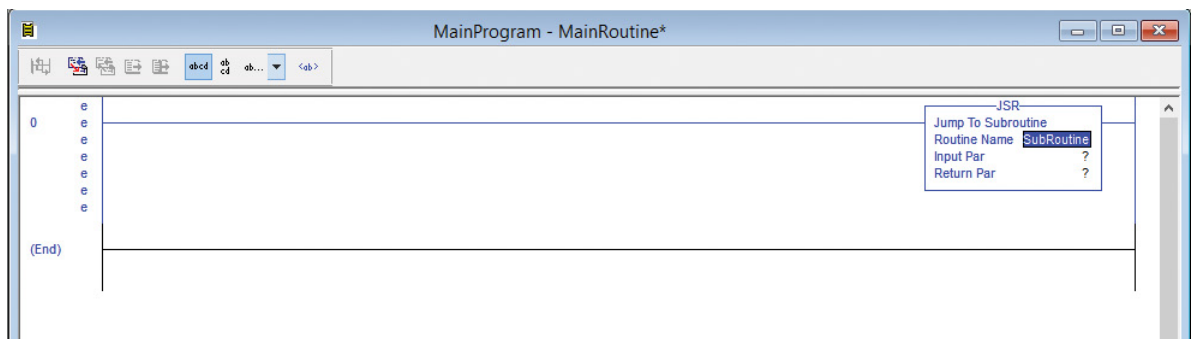 MainProgram - MainRoutine*
abcd
ab
cd
ab...
<ab>
e
0 e
e
e
e
e
e
JSR
Jump To Subroutine
Routine Name SubRoutine
Input Par ?
Return Par ?
(End)